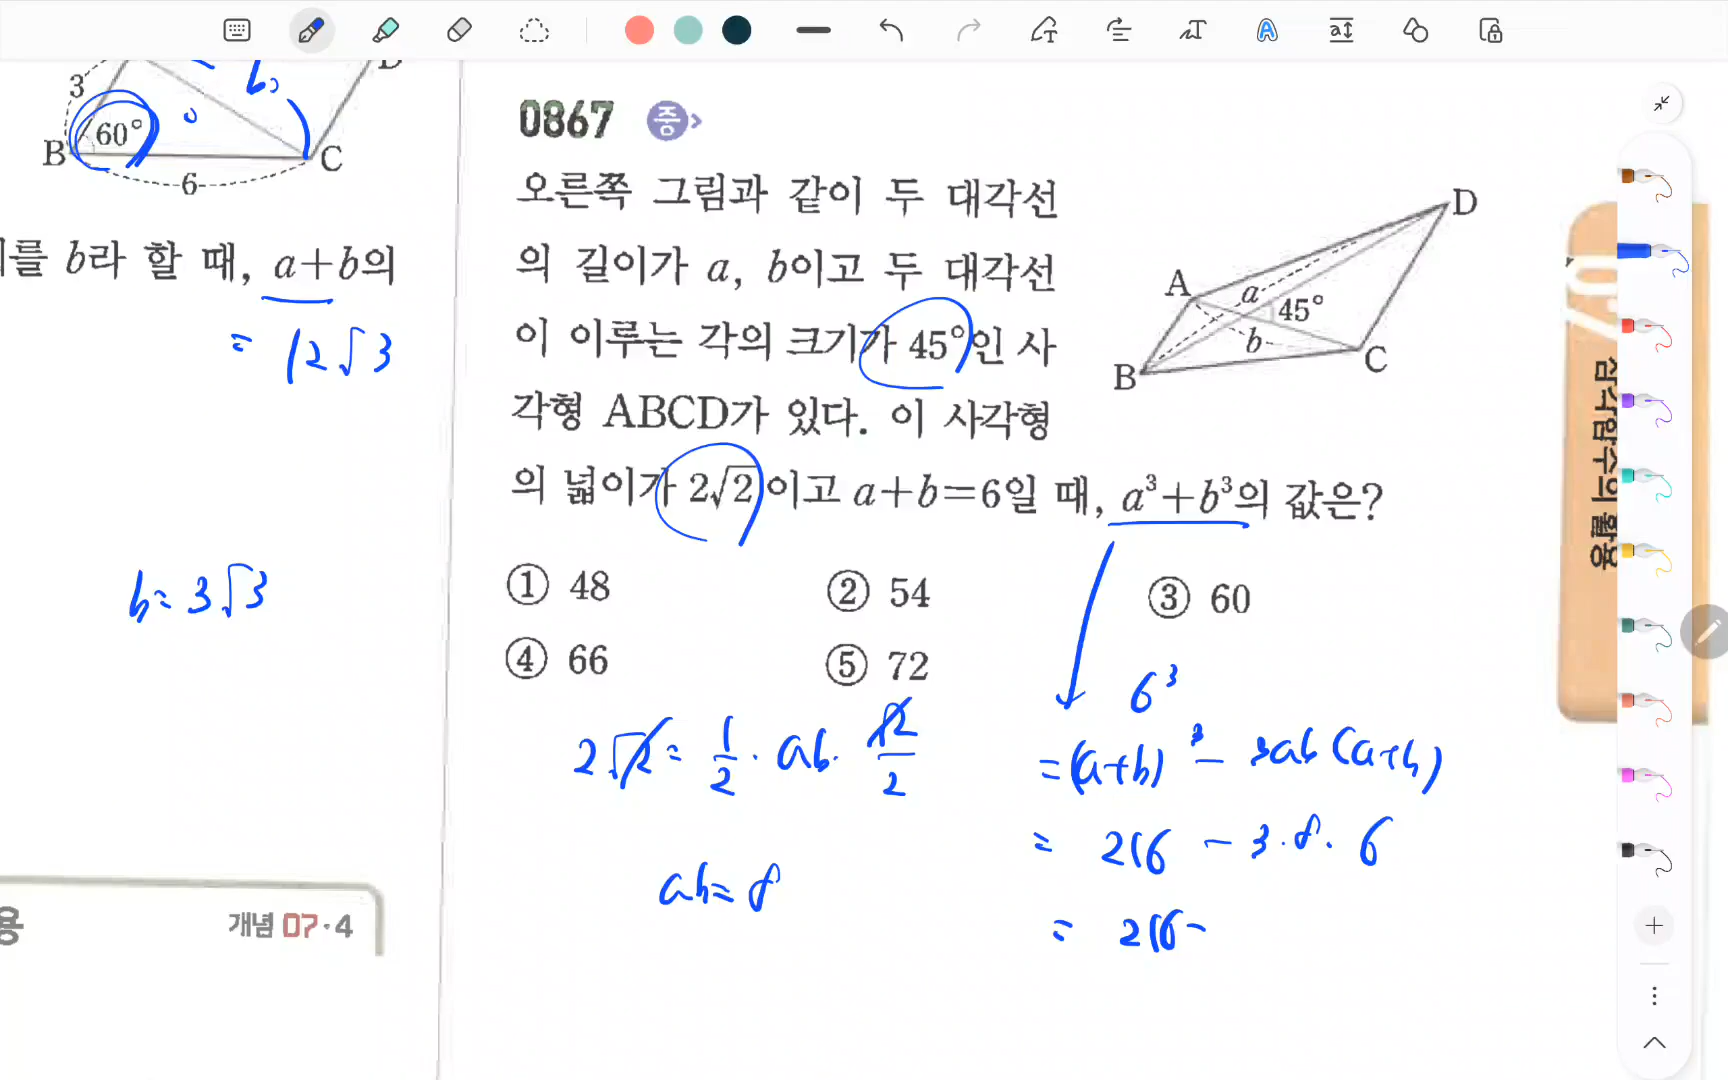 3
b
D
60°
B
C
6
를 b라 할 때, a+b의
= 12√3
b= 3√3
개념 07·4
0867 중
오른쪽 그림과 같이 두 대각선
의 길이가 a, b이고 두 대각선
이 이루는 각의 크기가 45°인 사
각형 ABCD가 있다. 이 사각형
의 넓이가 2√2이고 a+b=6일 때, a³+b³의 값은?
A
B
C
D
a
b
45°
① 48 ② 54 ③ 60
④ 66 ⑤ 72
2√2 = 1/2 · ab · √2/2
ab= 8
6³
=(a+b)³ - 3ab(a+b)
= 216 - 3·8·6
= 216-
07
삼각함수의 활용